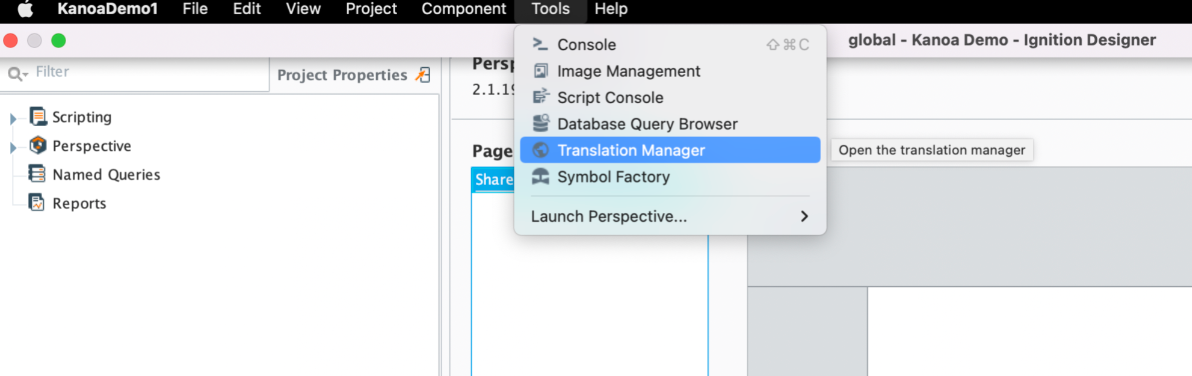 KanoaDemo1 File Edit View Project Component Tools Help
global - Kanoa Demo - Ignition Designer
Filter
Project Properties
Scripting
Perspective
Named Queries
Reports
Console ⇧⌘C
Image Management
Script Console
Database Query Browser
Translation Manager
Symbol Factory
Launch Perspective...
Open the translation manager
2.1.19
Page
Share